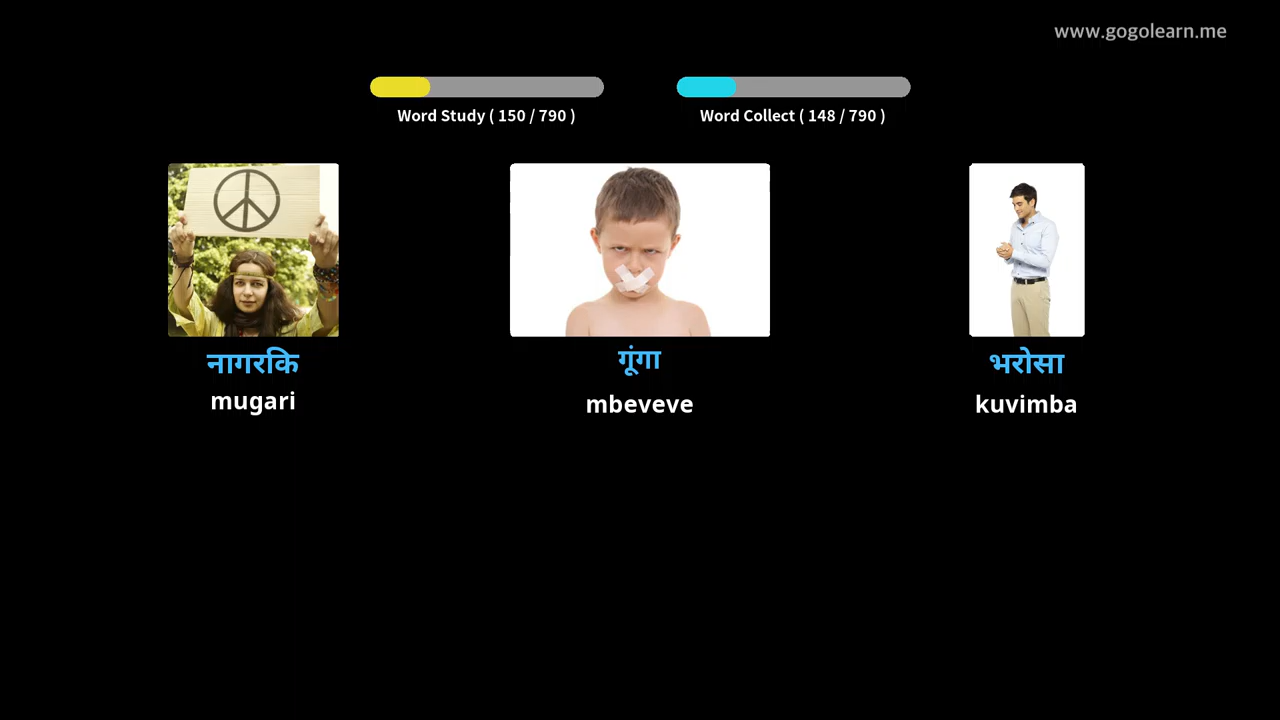 www.gogolearn.me
Word Study ( 150 / 790 )
Word Collect ( 148 / 790 )
नागरकि
mugari
गूंगा
mbeveve
भरोसा
kuvimba